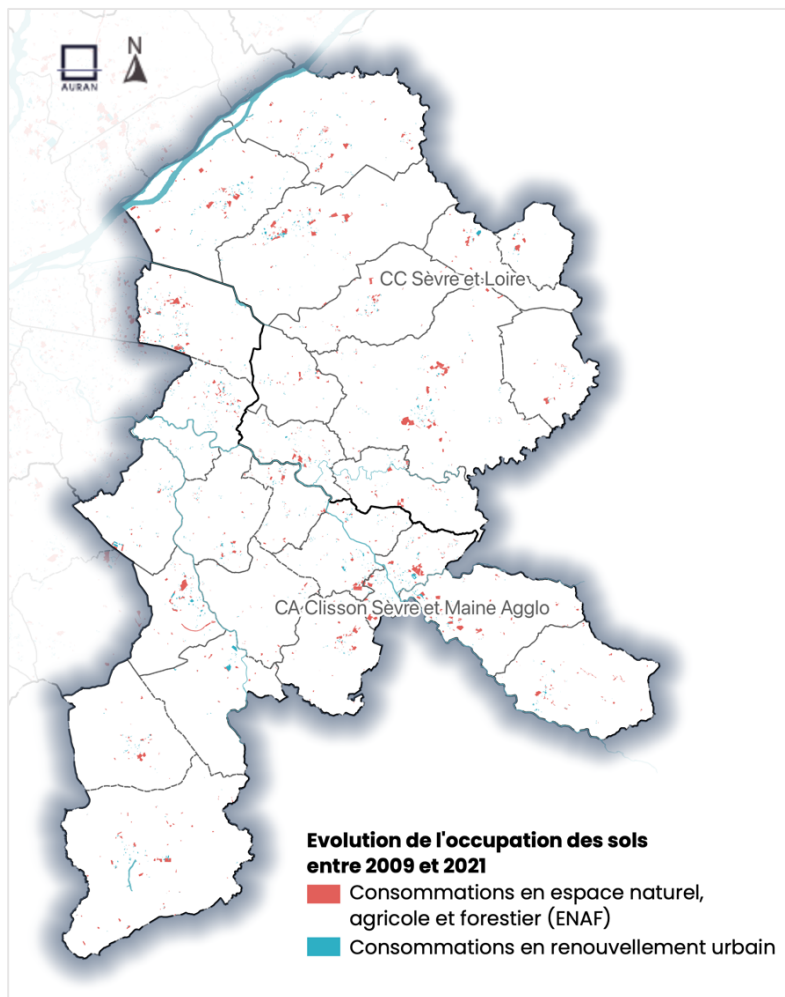 N
AURAN
CC Sèvre et Loire
CA Clisson Sèvre et Maine Agglo
Evolution de l'occupation des sols
entre 2009 et 2021
Consommations en espace naturel,
agricole et forestier (ENAF)
Consommations en renouvellement urbain